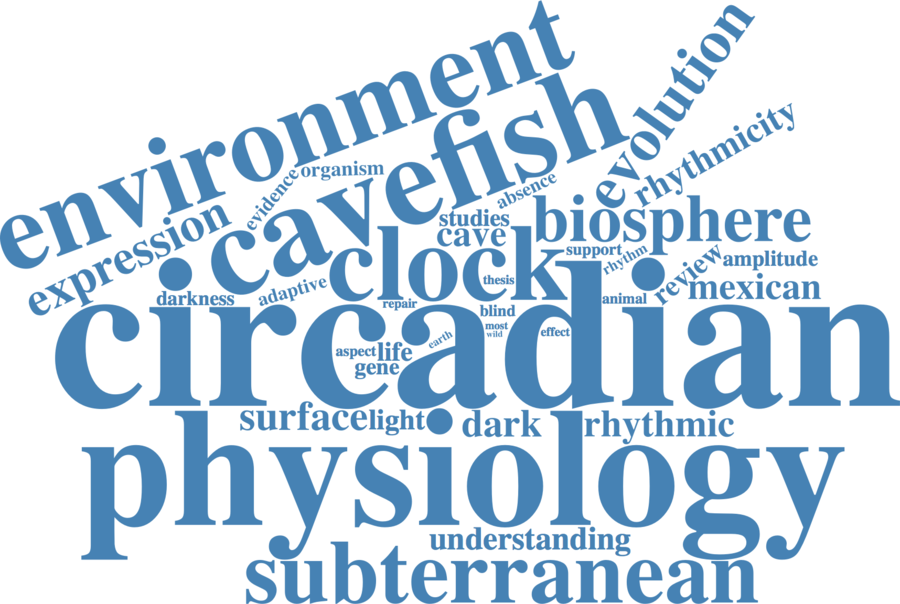 environment
evolution
cavefish
rhythmicity
organism
evidence
absence
expression
studies
biosphere
cave
clock
support
rhythm
review
amplitude
thesis
mexican
darkness
adaptive
repair
animal
blind
circadian
most
wild
effect
earth
aspect
life
gene
surface
light
dark
rhythmic
physiology
understanding
subterranean